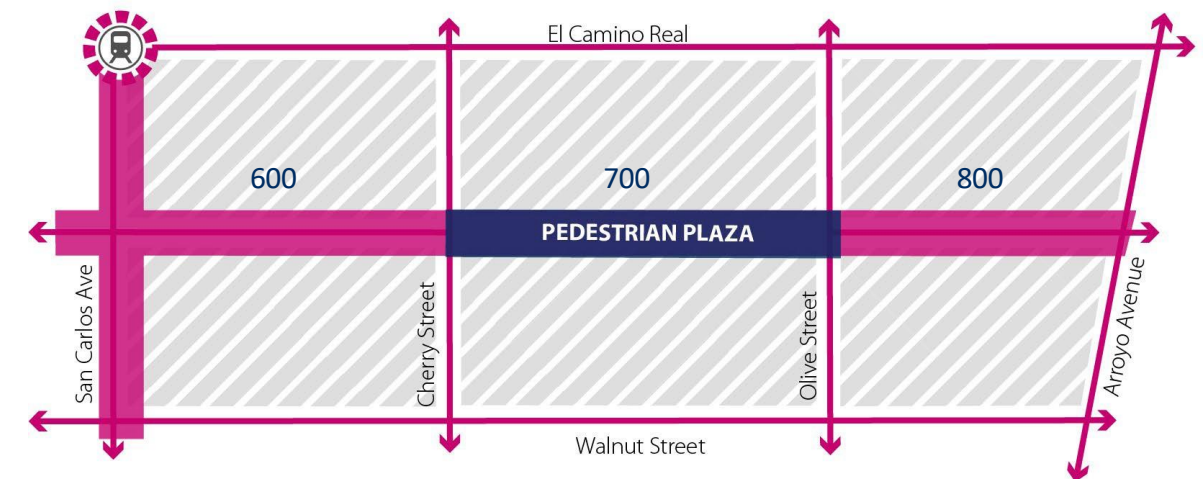 El Camino Real
600
700
800
PEDESTRIAN PLAZA
San Carlos Ave
Cherry Street
Olive Street
Arroyo Avenue
Walnut Street